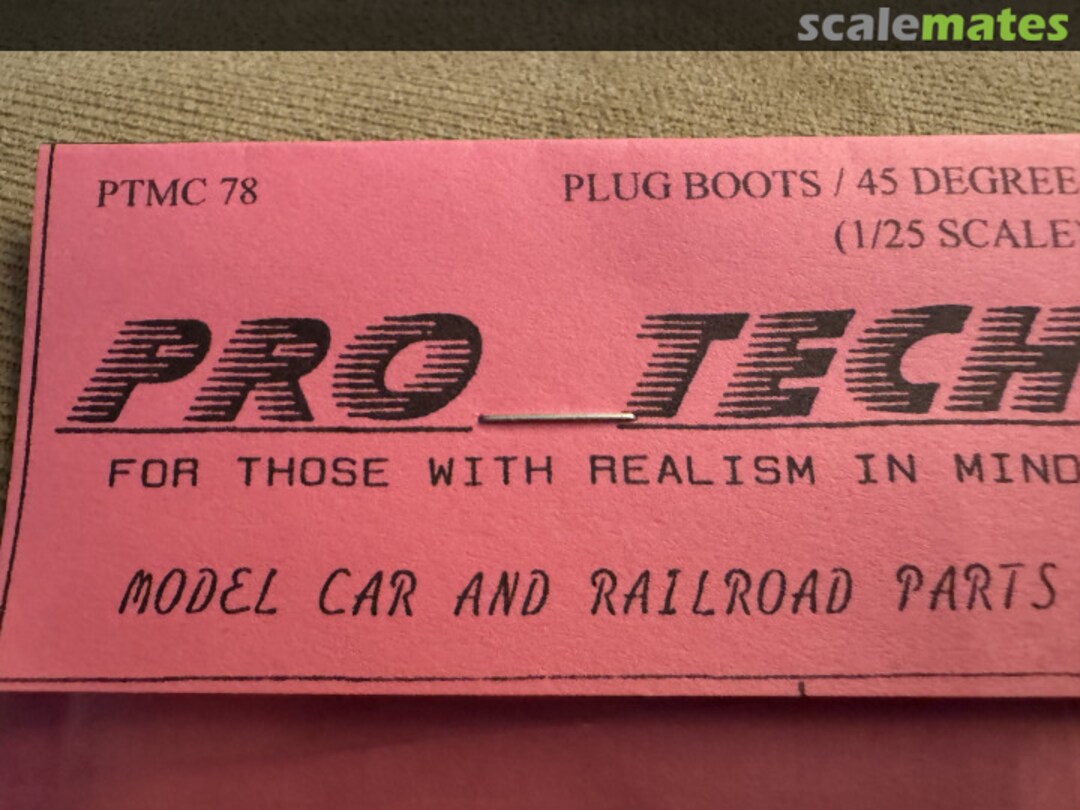 scalemates
PTMC 78
PLUG BOOTS / 45 DEGREE
(1/25 SCALE)
PRO TECH
FOR THOSE WITH REALISM IN MIND
MODEL CAR AND RAILROAD PARTS